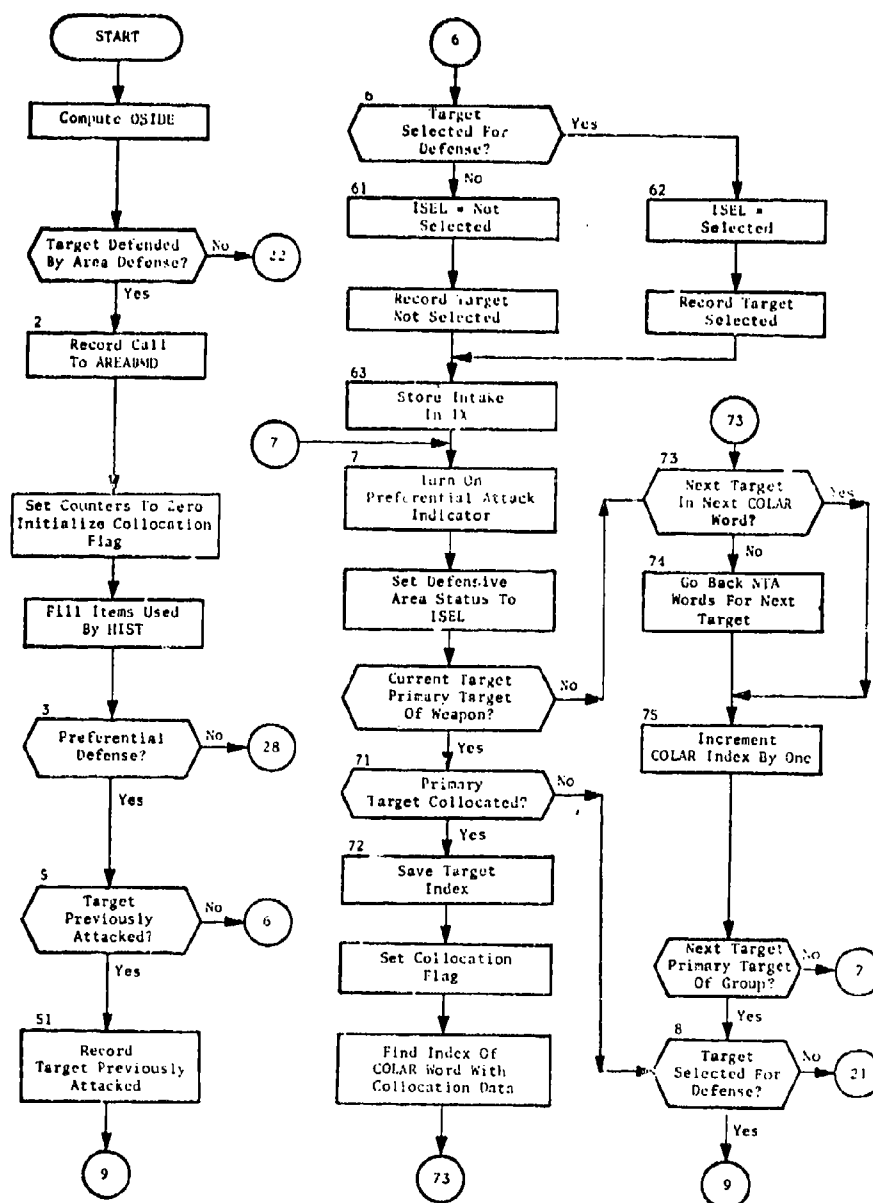 START
Compute OSIDE
Target Defended
By Area Defense?
No
22
Yes
2
Record Call
To AREABMD
Set Counters To Zero
Initialize Collocation
Flag
Fill Items Used
By HIST
3
Preferential
Defense?
No
28
Yes
5
Target
Previously
Attacked?
No
6
Yes
51
Record
Target Previously
Attacked
9
6
6
Target
Selected For
Defense?
Yes
No
61
ISEL = Not
Selected
62
ISEL =
Selected
Record Target
Not Selected
Record Target
Selected
63
Store Intake
In IX
7
7
Turn On
Preferential Attack
Indicator
Set Defensive
Area Status To
ISEL
Current Target
Primary Target
Of Weapon?
No
Yes
71
Primary
Target Collocated?
No
Yes
72
Save Target
Index
Set Collocation
Flag
Find Index Of
COLAR Word With
Collocation Data
73
73
73
Next Target
In Next COLAR
Word?
Yes
No
74
Go Back NTA
Words For Next
Target
75
Increment
COLAR Index By One
Next Target
Primary Target
Of Group?
No
7
Yes
8
Target
Selected For
Defense?
No
21
Yes
9